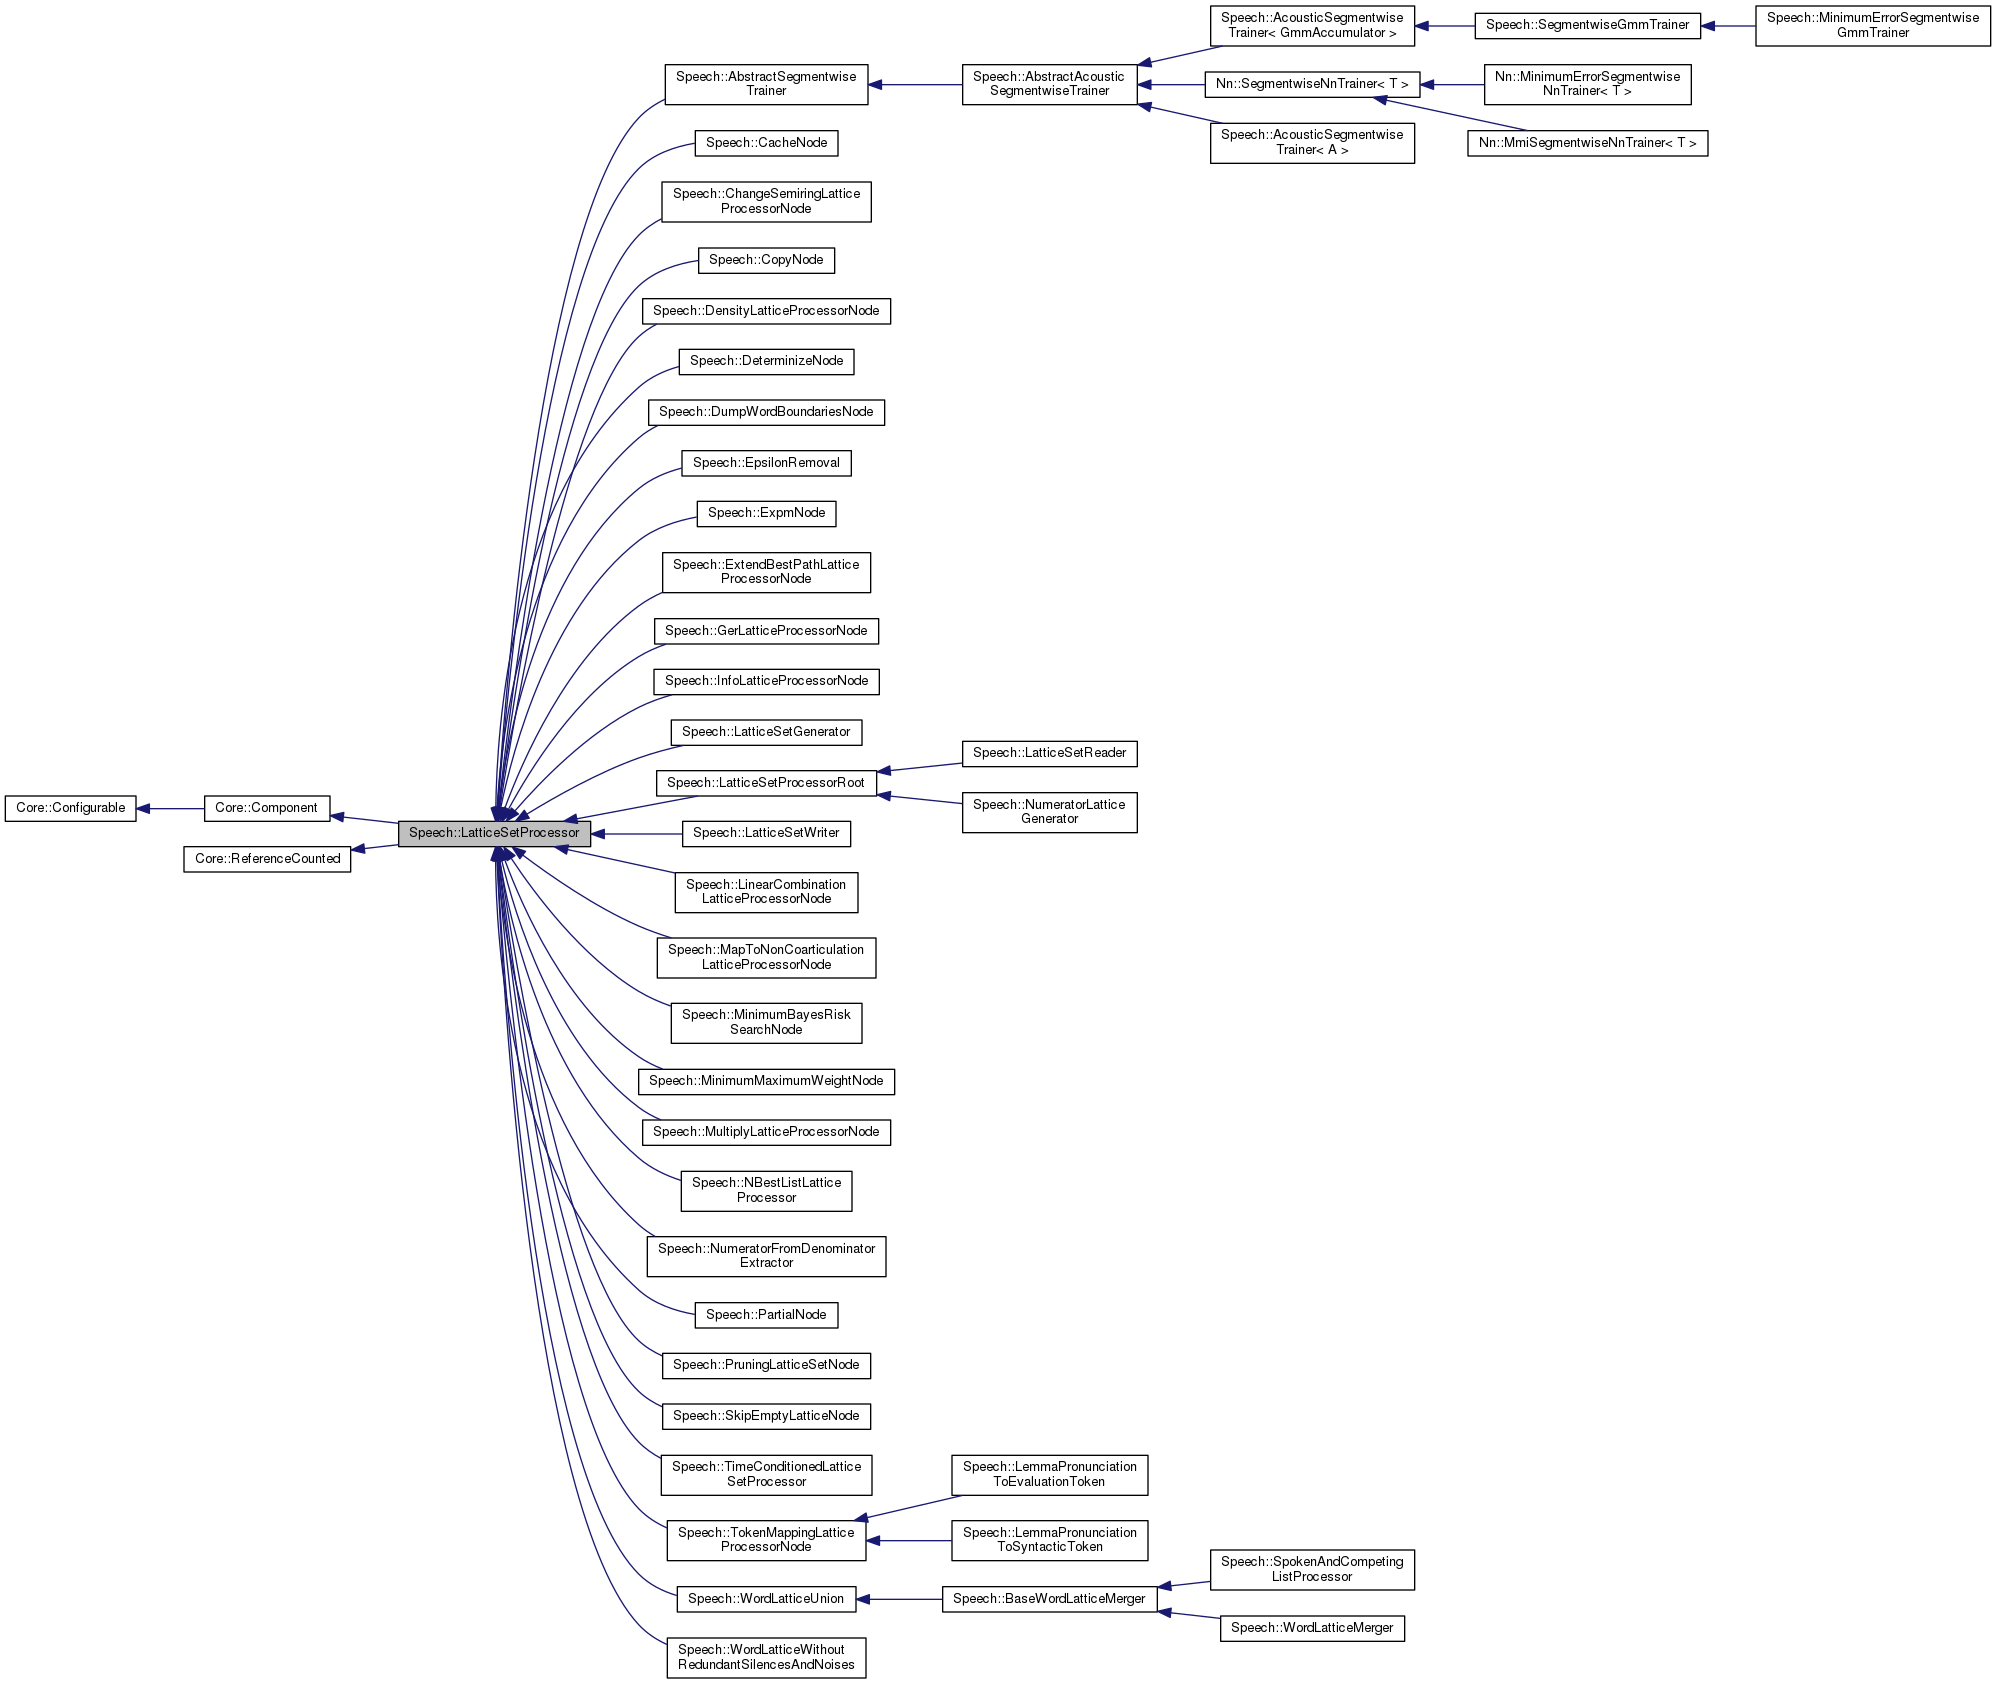 Speech::AcousticSegmentwise
Trainer< GmmAccumulator >
Speech::SegmentwiseGmmTrainer
Speech::MinimumErrorSegmentwise
GmmTrainer
Speech::AbstractSegmentwise
Trainer
Speech::AbstractAcoustic
SegmentwiseTrainer
Nn::SegmentwiseNnTrainer< T >
Nn::MinimumErrorSegmentwise
NnTrainer< T >
Speech::AcousticSegmentwise
Trainer< A >
Nn::MmiSegmentwiseNnTrainer< T >
Speech::CacheNode
Speech::ChangeSemiringLattice
ProcessorNode
Speech::CopyNode
Speech::DensityLatticeProcessorNode
Speech::DeterminizeNode
Speech::DumpWordBoundariesNode
Speech::EpsilonRemoval
Speech::ExpmNode
Speech::ExtendBestPathLattice
ProcessorNode
Speech::GerLatticeProcessorNode
Speech::InfoLatticeProcessorNode
Speech::LatticeSetGenerator
Speech::LatticeSetProcessorRoot
Speech::LatticeSetReader
Speech::NumeratorLattice
Generator
Core::Configurable
Core::Component
Speech::LatticeSetProcessor
Core::ReferenceCounted
Speech::LatticeSetWriter
Speech::LinearCombination
LatticeProcessorNode
Speech::MapToNonCoarticulation
LatticeProcessorNode
Speech::MinimumBayesRisk
SearchNode
Speech::MinimumMaximumWeightNode
Speech::MultiplyLatticeProcessorNode
Speech::NBestListLattice
Processor
Speech::NumeratorFromDenominator
Extractor
Speech::PartialNode
Speech::PruningLatticeSetNode
Speech::SkipEmptyLatticeNode
Speech::TimeConditionedLattice
SetProcessor
Speech::TokenMappingLattice
ProcessorNode
Speech::LemmaPronunciation
ToEvaluationToken
Speech::LemmaPronunciation
ToSyntacticToken
Speech::WordLatticeUnion
Speech::BaseWordLatticeMerger
Speech::SpokenAndCompeting
ListProcessor
Speech::WordLatticeMerger
Speech::WordLatticeWithout
RedundantSilencesAndNoises